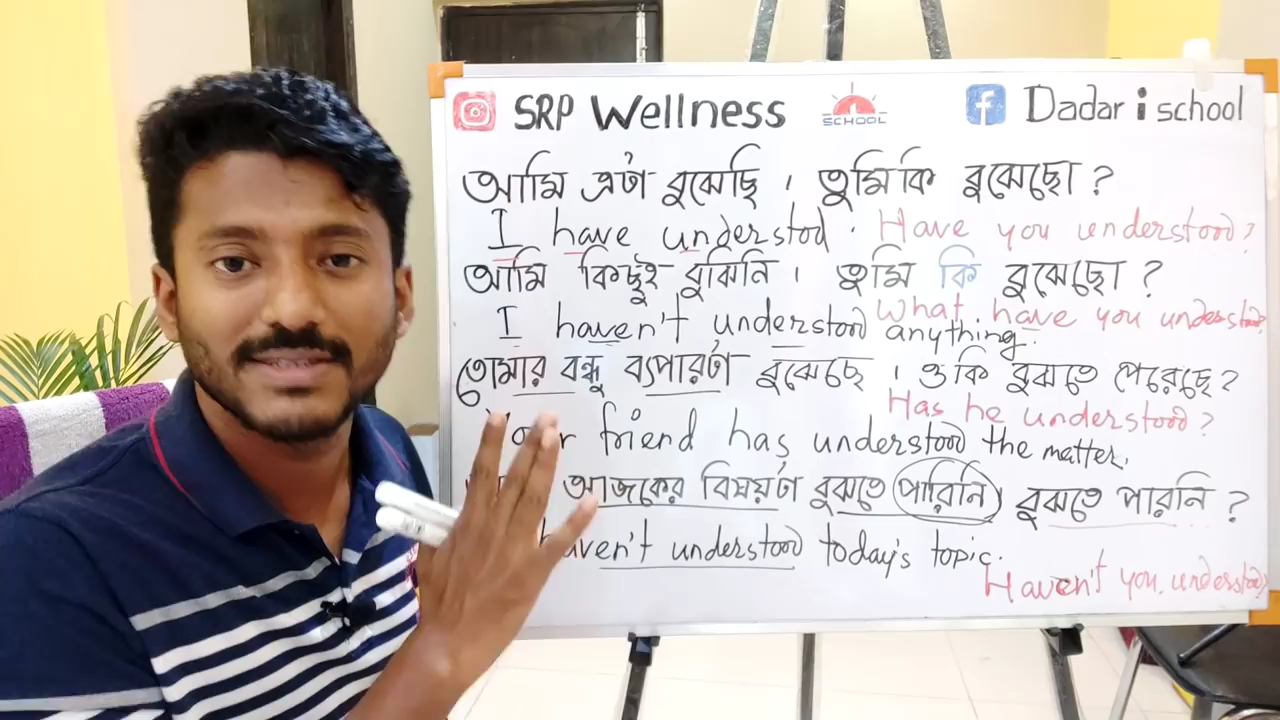 SRP Wellness SCHOOL Dadar i school
আমি এটা বুঝেছি । তুমি কি বুঝেছো ?
I have understood . Have you understood ?
আমি কিছুই বুঝিনি । তুমি কি বুঝেছো ?
What have you understood
I haven't understood anything.
তোমার বন্ধু ব্যপারটা বুঝেছে । ও কি বুঝতে পেরেছে ?
Has he understood ?
friend has understood the matter.
আজকের বিষয়টা বুঝতে পারিনি বুঝতে পারনি ?
haven't understood today's topic.
Haven't you understood